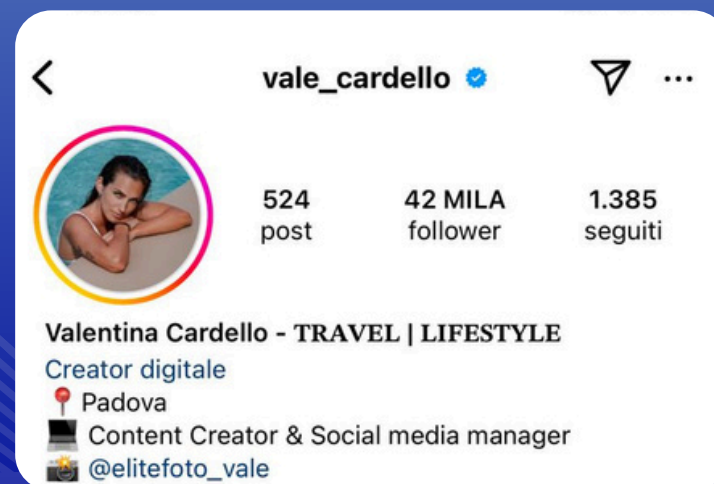 vale_cardello
524 42 MILA 1.385
post follower seguiti
Valentina Cardello - TRAVEL | LIFESTYLE
Creator digitale
Padova
Content Creator & Social media manager
@elitefoto_vale